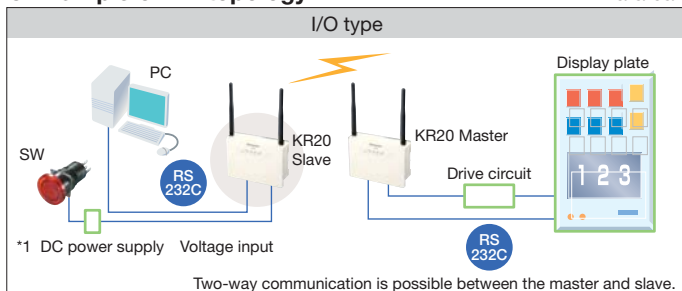 I/O type
PC
Display plate
KR20
Slave
KR20 Master
SW
RS
232C
Drive circuit
1 2 3
*1 DC power supply
Voltage input
RS
232C
Two-way communication is possible between the master and slave.